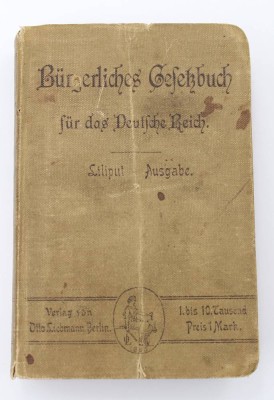 Bürgerliches Gesetzbuch
für das Deutsche Reich.
Liliput Ausgabe.
Verlag von
Otto Liebmann, Berlin.
1. bis 10. Tausend
Preis 1 Mark.